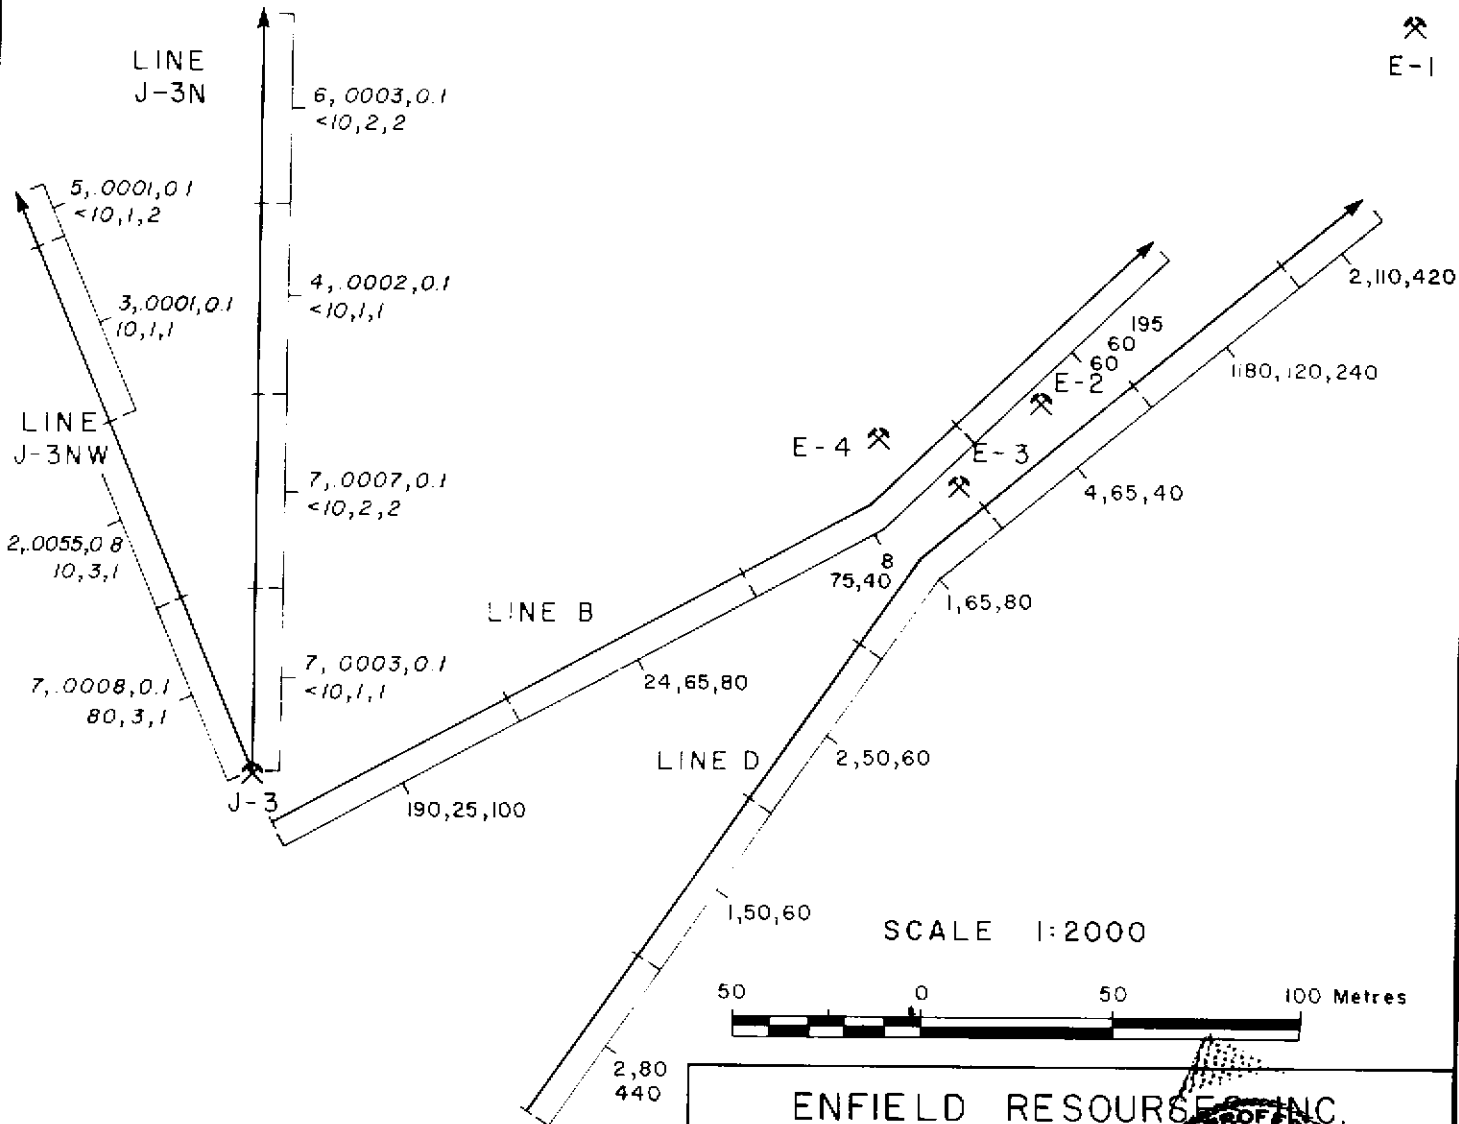 LINE
J-3N
E-1
6,.0003,0.1
<10,2,2
5,.0001,0.1
<10,1,2
4,.0002,0.1
<10,1,1
3,.0001,0.1
10,1,1
2,110,420
195
60
60
E-2
1180,120,240
LINE
J-3NW
E-4
E-3
7,.0007,0.1
<10,2,2
4,65,40
2,.0055,0.8
10,3,1
8
75,40
1,65,80
LINE B
7,.0003,0.1
<10,1,1
24,65,80
7,.0008,0.1
80,3,1
2,50,60
LINE D
J-3
190,25,100
1,50,60
SCALE 1:2000
50 0 50 100 Metres
2,80
440
ENFIELD RESOURSES INC.